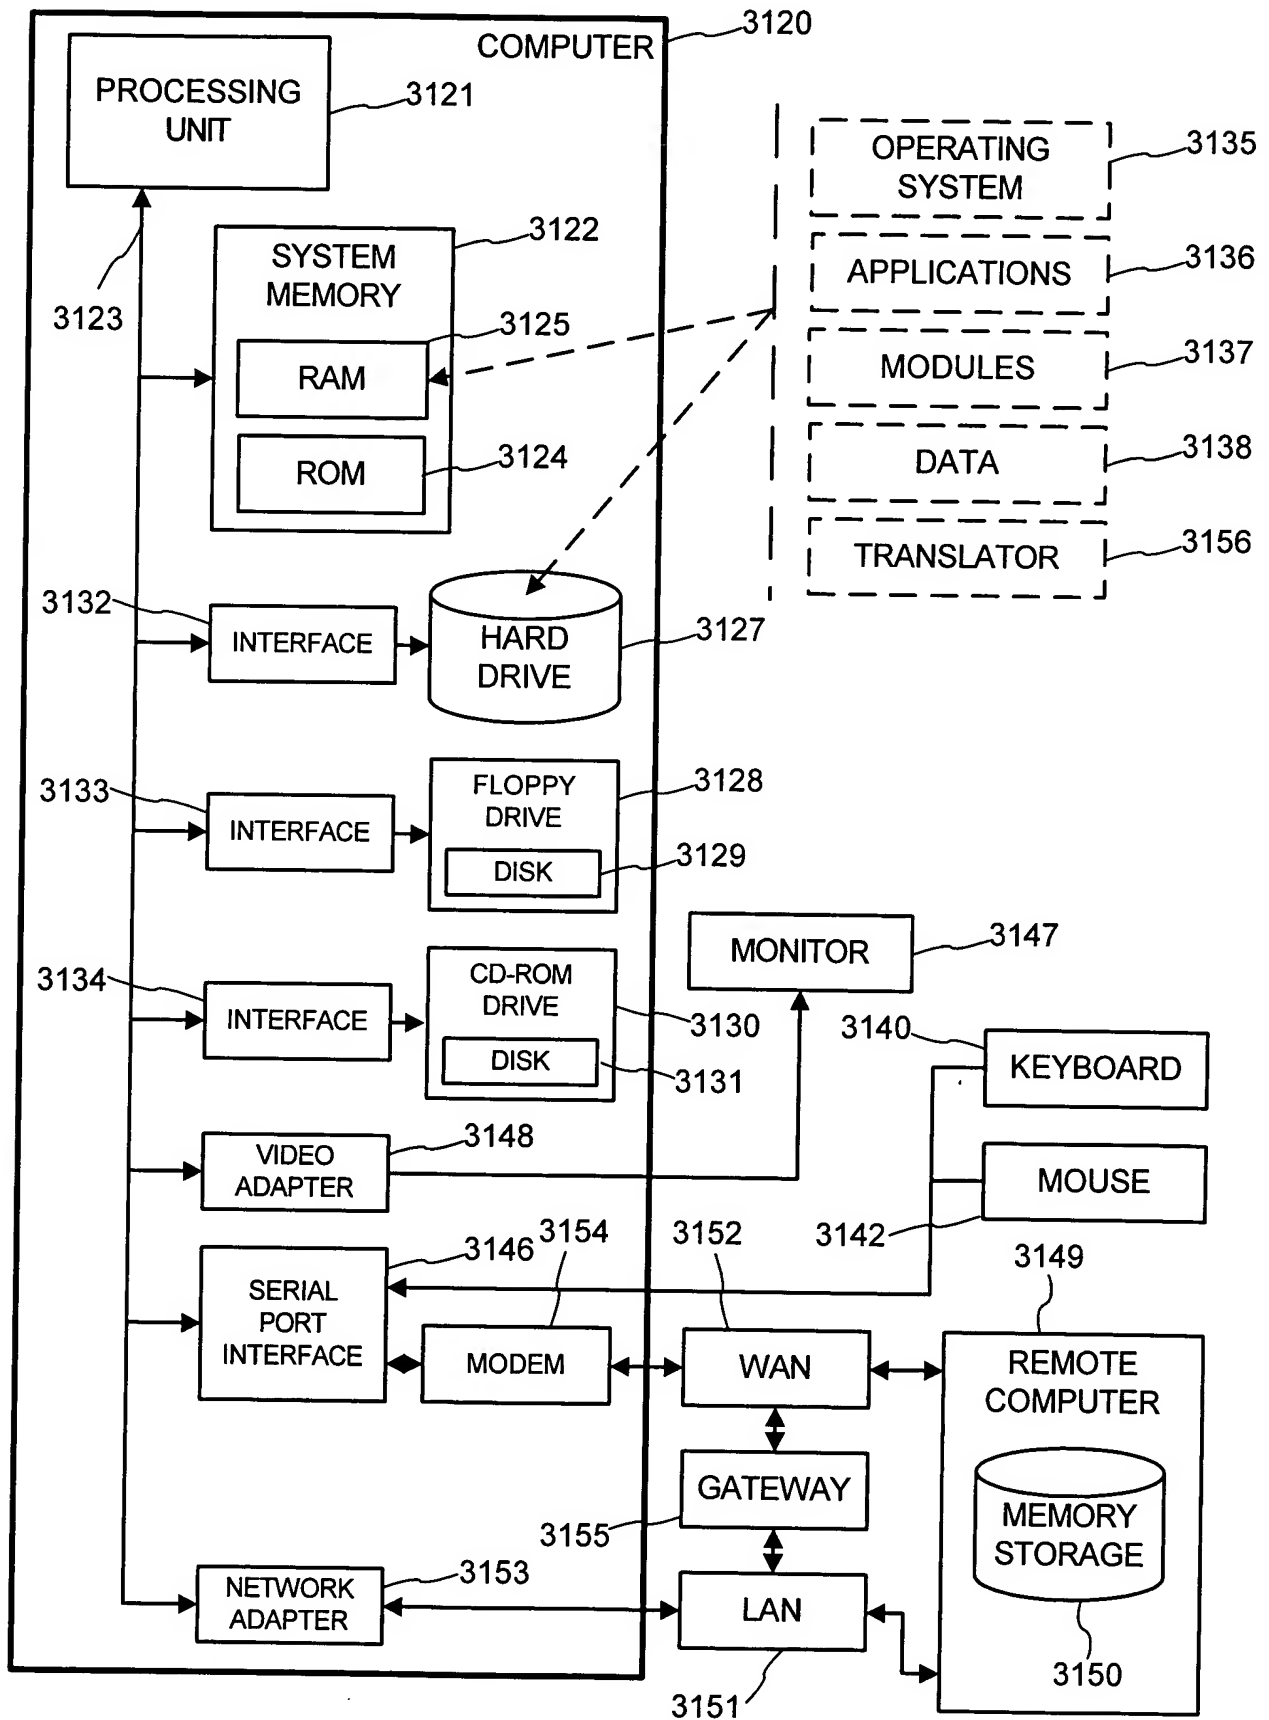 COMPUTER
3120
PROCESSING
UNIT
3121
3123
SYSTEM
MEMORY
3122
RAM
3125
ROM
3124
OPERATING
SYSTEM
3135
APPLICATIONS
3136
MODULES
3137
DATA
3138
TRANSLATOR
3156
3132
INTERFACE
HARD
DRIVE
3127
3133
INTERFACE
FLOPPY
DRIVE
3128
DISK
3129
3134
INTERFACE
CD-ROM
DRIVE
3130
DISK
3131
MONITOR
3147
3140
KEYBOARD
MOUSE
3142
VIDEO
ADAPTER
3148
SERIAL
PORT
INTERFACE
3146
3154
MODEM
3152
WAN
3149
REMOTE
COMPUTER
MEMORY
STORAGE
3150
GATEWAY
3155
NETWORK
ADAPTER
3153
LAN
3151